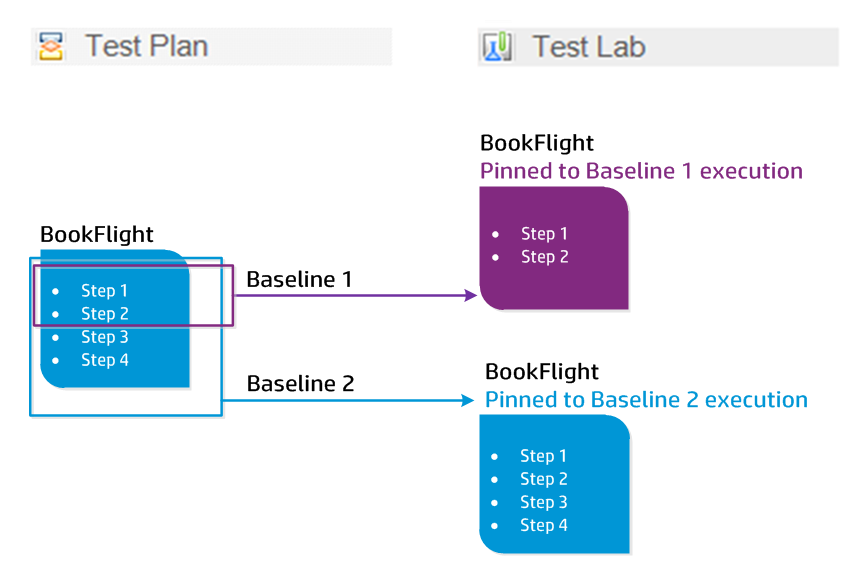 Test Plan
Test Lab
BookFlight
Pinned to Baseline 1 execution
• Step 1
• Step 2
BookFlight
• Step 1
• Step 2
• Step 3
• Step 4
Baseline 1
Baseline 2
BookFlight
Pinned to Baseline 2 execution
• Step 1
• Step 2
• Step 3
• Step 4